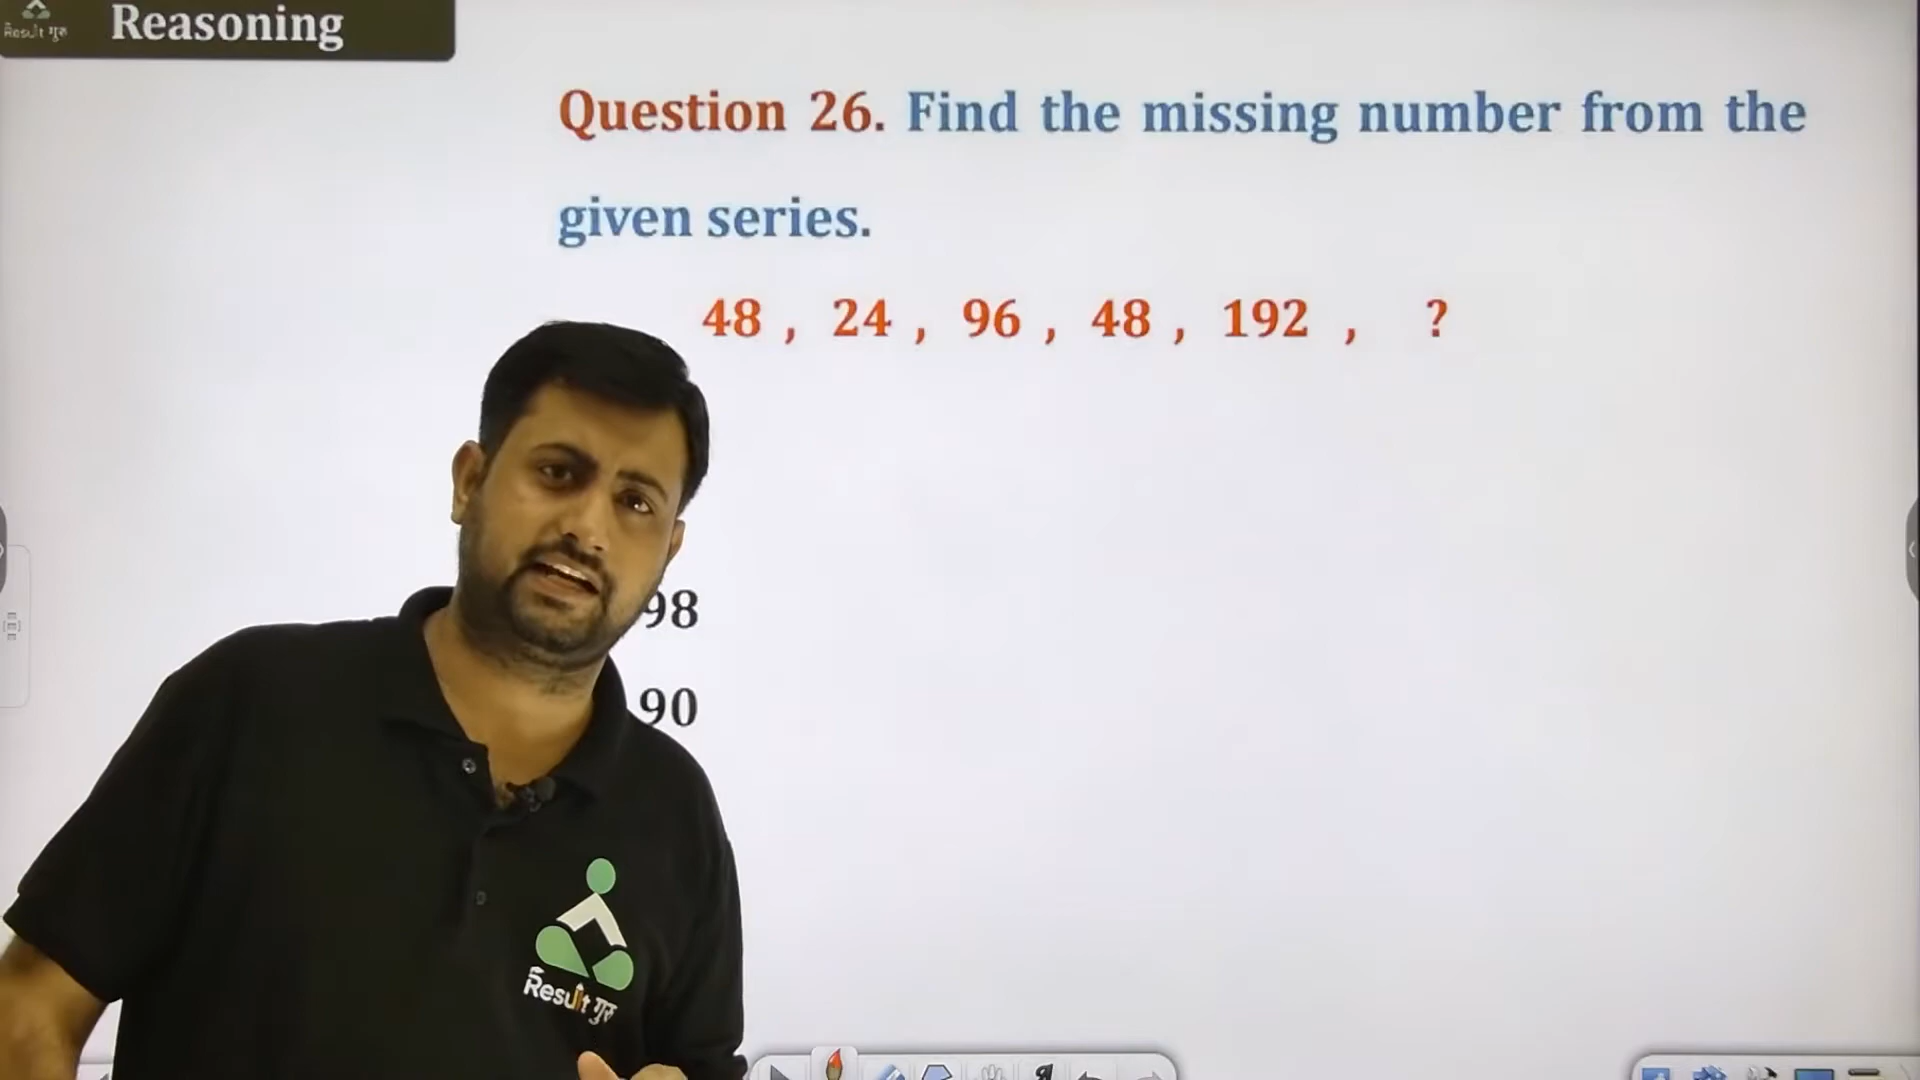 Result गुरु
Reasoning
Question 26. Find the missing number from the
given series.
48 , 24 , 96 , 48 , 192 , ?
98
90
Result गुरु